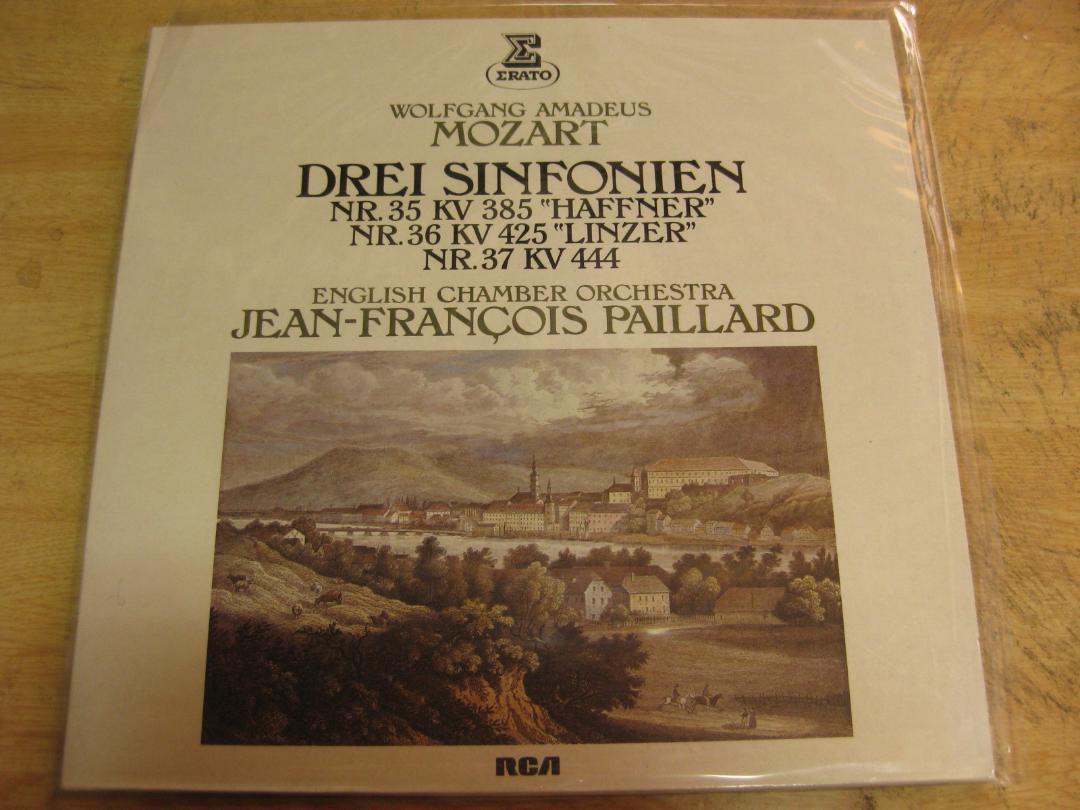 ΣRATO
WOLFGANG AMADEUS
MOZART
DREI SINFONIEN
NR. 35 KV 385 "HAFFNER"
NR. 36 KV 425 "LINZER"
NR. 37 KV 444
ENGLISH CHAMBER ORCHESTRA
JEAN-FRANÇOIS PAILLARD
RCA